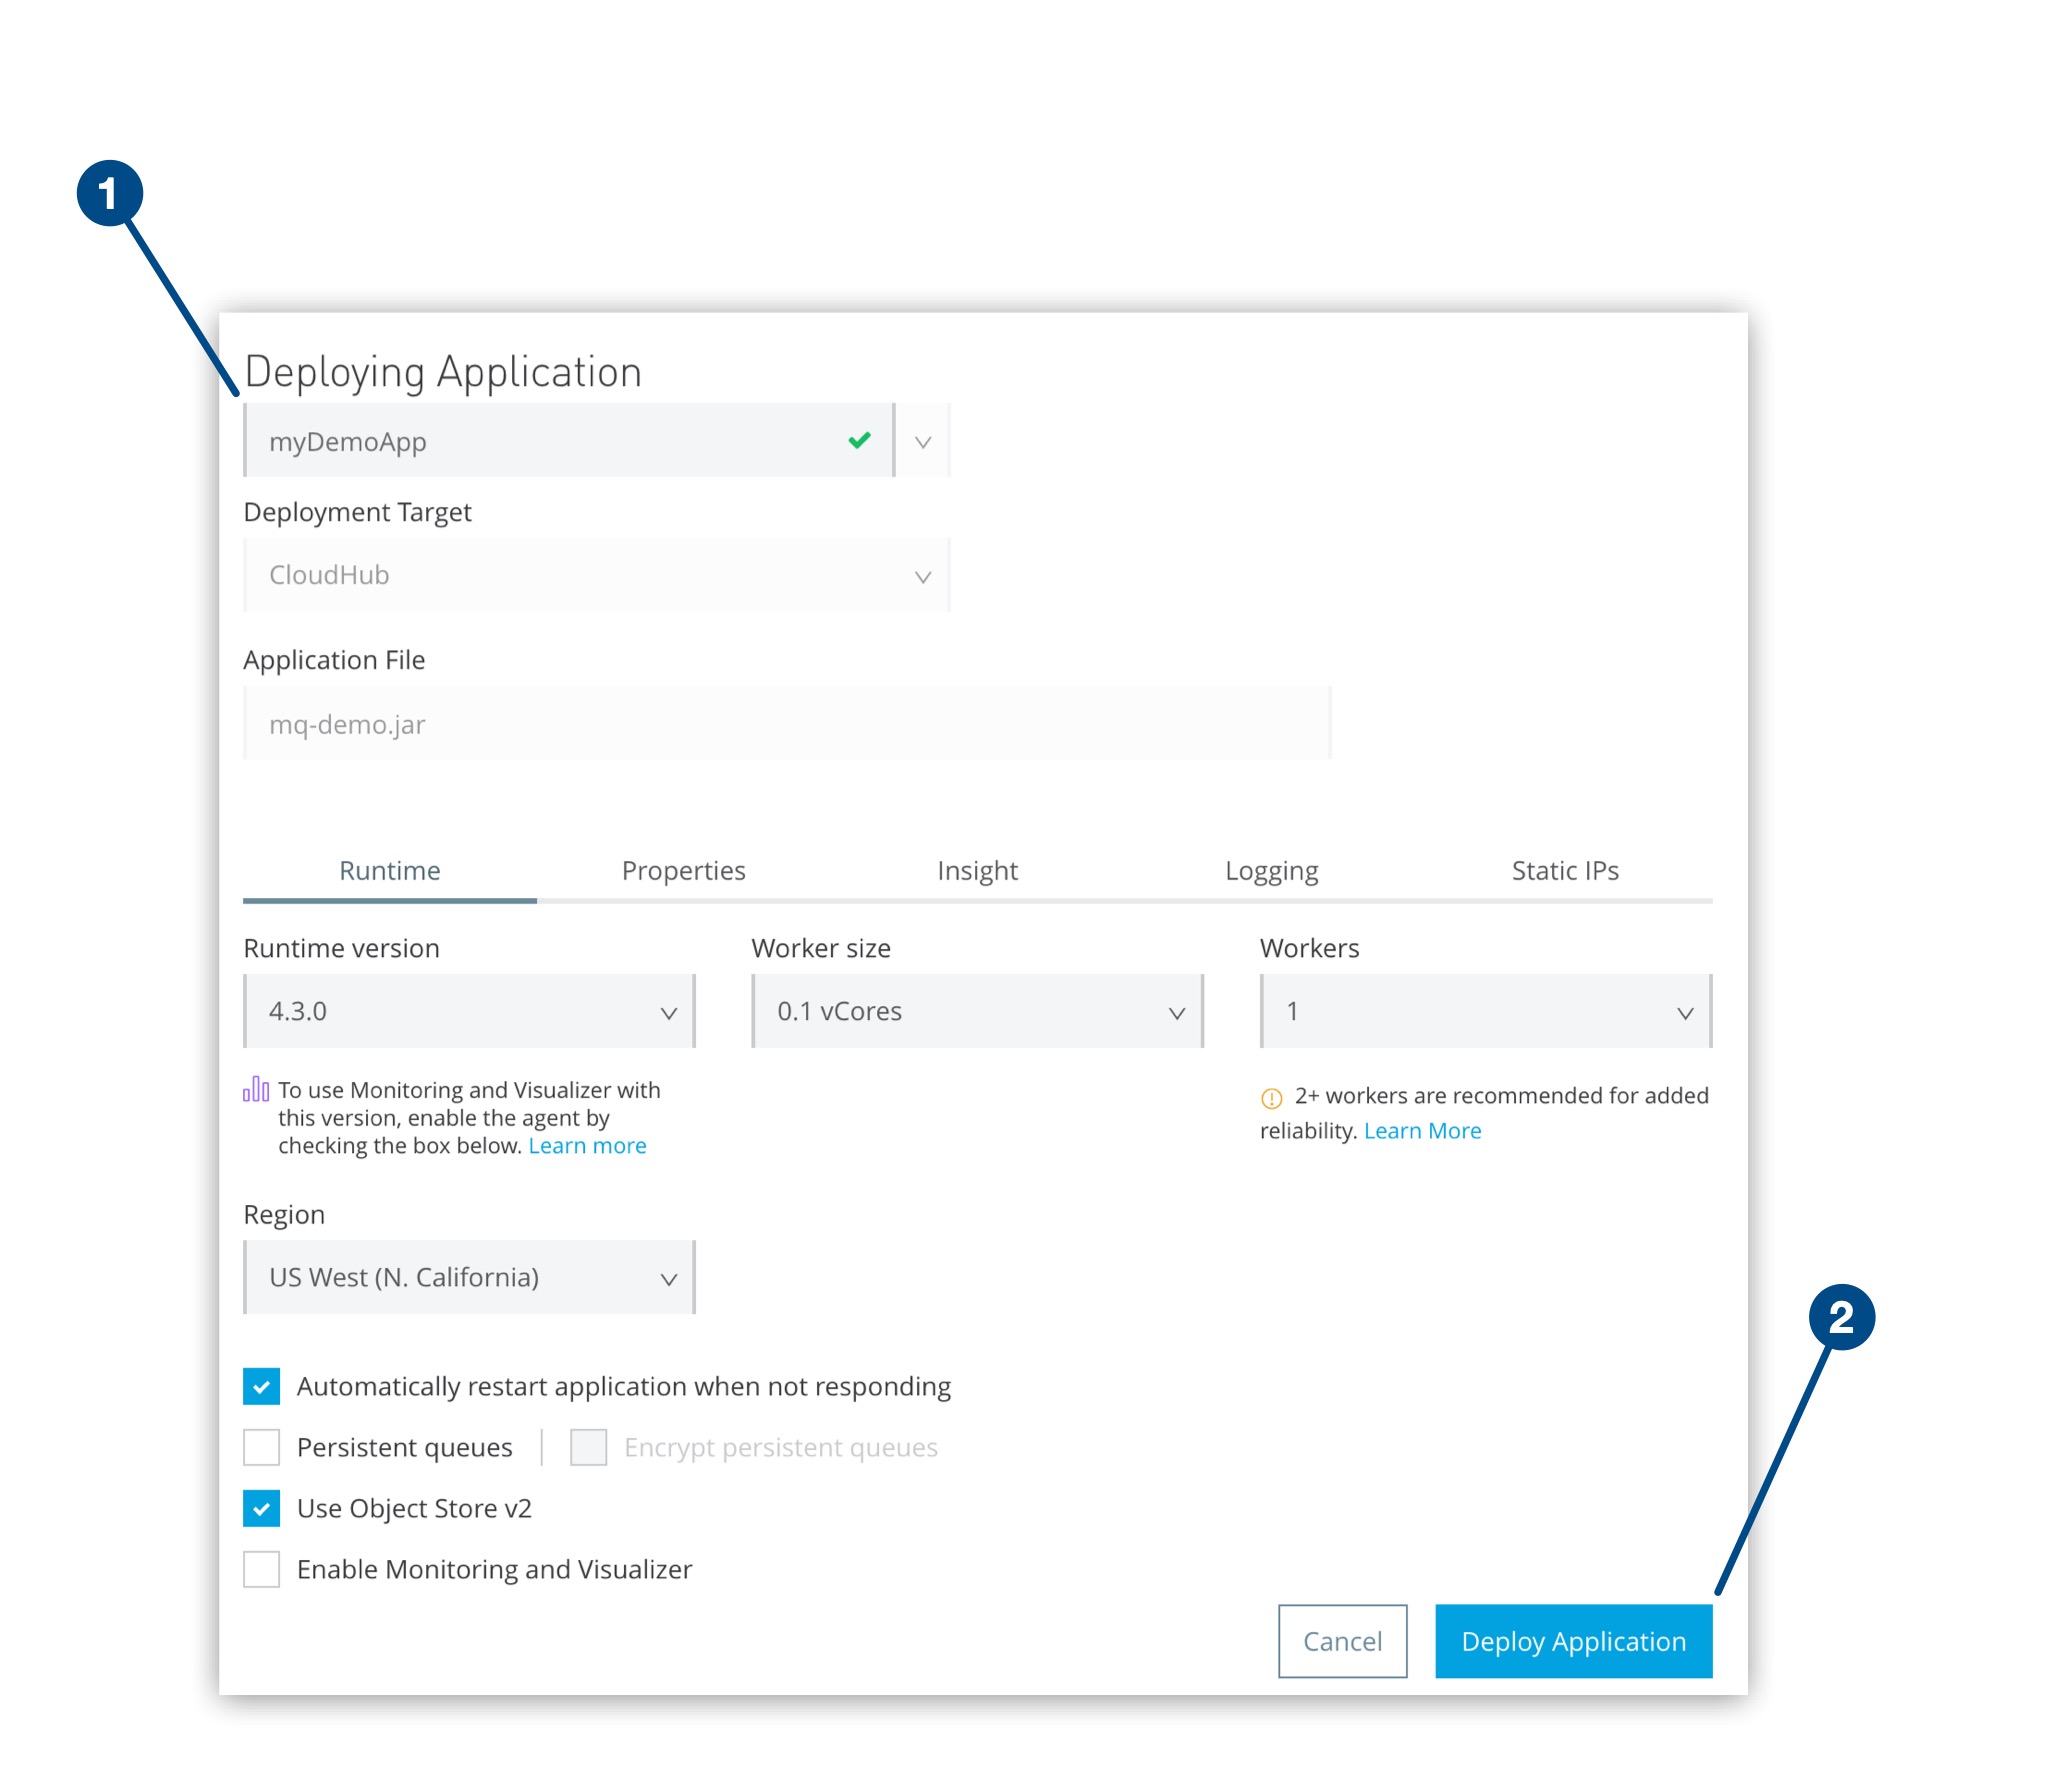 1
Deploying Application
myDemoApp
Deployment Target
CloudHub
Application File
mq-demo.jar
Runtime Properties Insight Logging Static IPs
Runtime version Worker size Workers
4.3.0 0.1 vCores 1
To use Monitoring and Visualizer with
this version, enable the agent by
checking the box below. Learn more
2+ workers are recommended for added
reliability. Learn More
Region
US West (N. California)
2
Automatically restart application when not responding
Persistent queues Encrypt persistent queues
Use Object Store v2
Enable Monitoring and Visualizer
Cancel Deploy Application